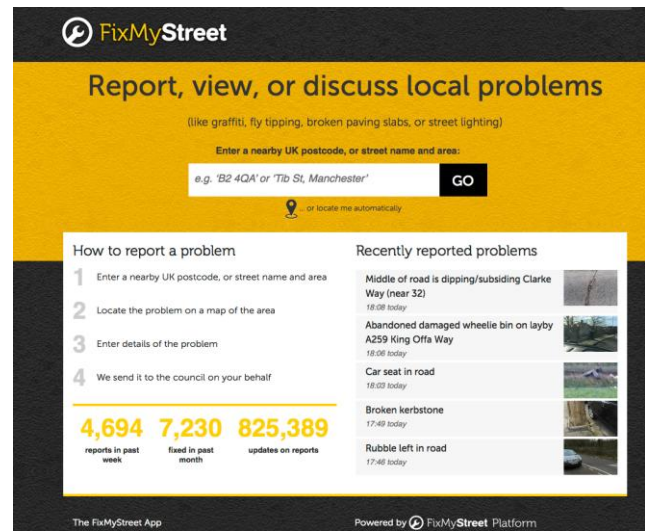 FixMyStreet
Report, view, or discuss local problems
(like graffiti, fly tipping, broken paving slabs, or street lighting)
Enter a nearby UK postcode, or street name and area:
e.g. 'B2 4QA' or 'Tib St, Manchester'
GO
... or locate me automatically
How to report a problem
1 Enter a nearby UK postcode, or street name and area
2 Locate the problem on a map of the area
3 Enter details of the problem
4 We send it to the council on your behalf
4,694 7,230 825,389
reports in past fixed in past updates on reports
week month
Recently reported problems
Middle of road is dipping/subsiding Clarke
Way (near 32)
18:08 today
Abandoned damaged wheelie bin on layby
A259 King Offa Way
18:06 today
Car seat in road
18:03 today
Broken kerbstone
17:49 today
Rubble left in road
17:46 today
The FixMyStreet App
Powered by FixMyStreet Platform